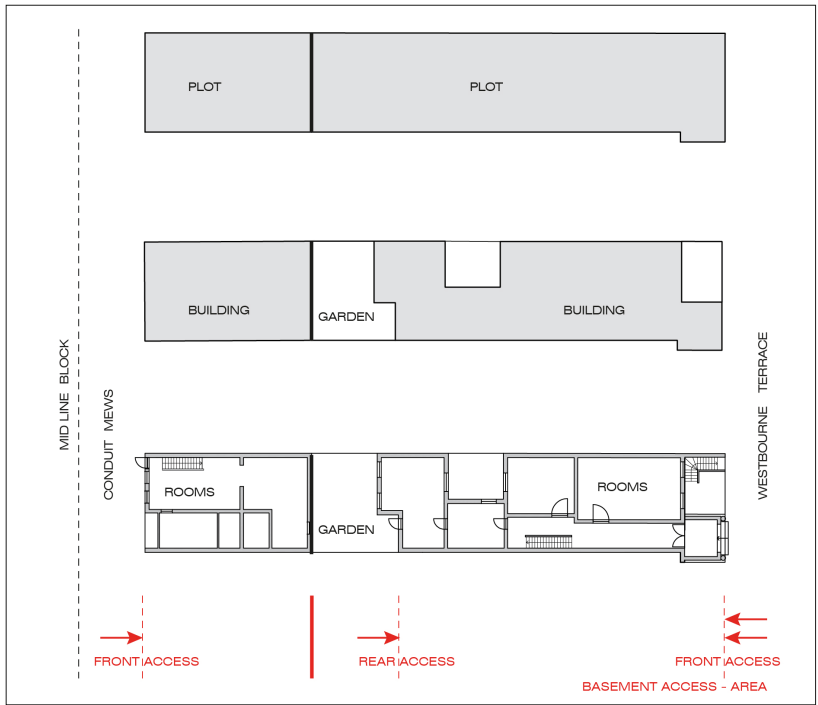 PLOT
PLOT
BUILDING
GARDEN
BUILDING
MID LINE BLOCK
CONDUIT MEWS
WESTBOURNE TERRACE
ROOMS
GARDEN
ROOMS
FRONT ACCESS
REAR ACCESS
FRONT ACCESS
BASEMENT ACCESS - AREA